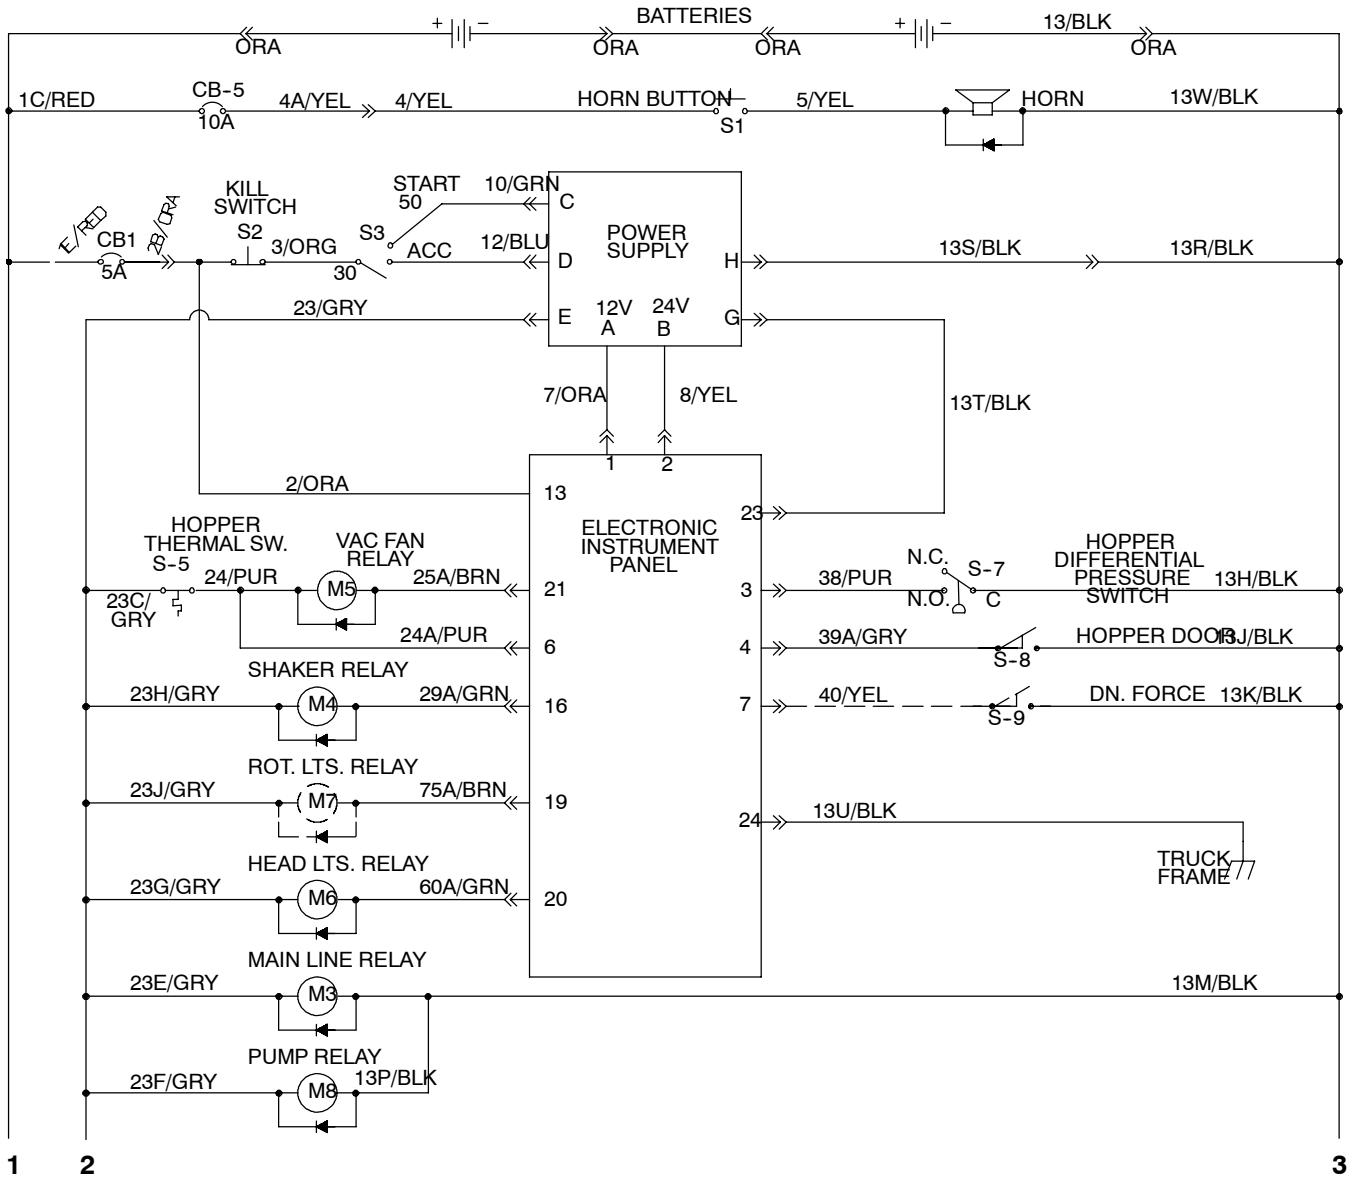 BATTERIES
+ − + − 13/BLK
ORA ORA ORA ORA
1C/RED CB-5 4A/YEL 4/YEL HORN BUTTON 5/YEL HORN 13W/BLK
10A S1
START 10/GRN C
50
KILL
SWITCH
1E/RED CB1 2B/ORA S2 3/ORG S3 ACC 12/BLU D POWER
SUPPLY H 13S/BLK 13R/BLK
5A 30
23/GRY E 12V 24V G
A B
7/ORA 8/YEL 13T/BLK
1 2
2/ORA 13
23
ELECTRONIC
INSTRUMENT
PANEL
HOPPER
THERMAL SW.
S-5
VAC FAN
RELAY
N.C. S-7 HOPPER
DIFFERENTIAL
PRESSURE
SWITCH
23C/
GRY
24/PUR M5 25A/BRN 21 3 38/PUR N.O. C 13H/BLK
24A/PUR 6 4 39A/GRY S-8 HOPPER DOOR 13J/BLK
SHAKER RELAY
23H/GRY M4 29A/GRN 16 7 40/YEL S-9 DN. FORCE 13K/BLK
ROT. LTS. RELAY
23J/GRY M7 75A/BRN 19
24 13U/BLK
TRUCK
FRAME
HEAD LTS. RELAY
23G/GRY M6 60A/GRN 20
MAIN LINE RELAY
23E/GRY M3 13M/BLK
PUMP RELAY
23F/GRY M8 13P/BLK
1 2 3